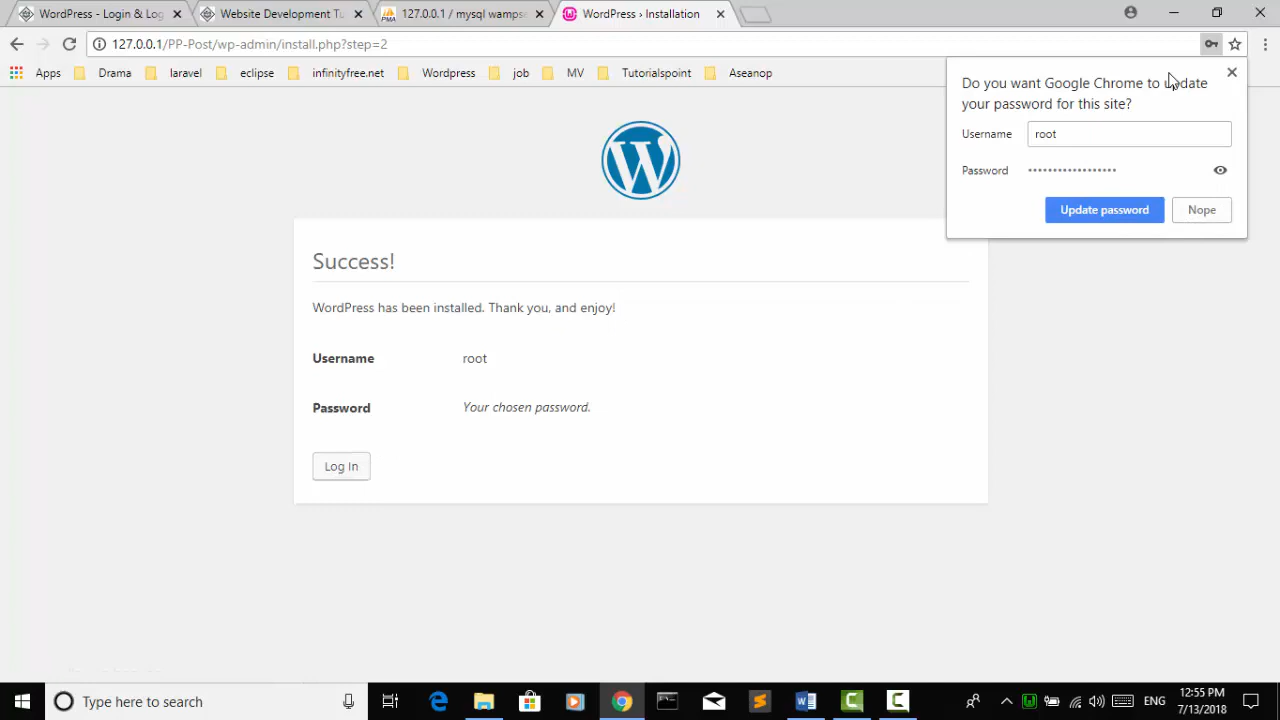 WordPress - Login & Log
Website Development Tu
PMA
127.0.0.1 / mysql wampse
WordPress › Installation
127.0.0.1/PP-Post/wp-admin/install.php?step=2
Apps
Drama
laravel
eclipse
infinityfree.net
Wordpress
job
MV
Tutorialspoint
Aseanop
Do you want Google Chrome to update
your password for this site?
Username
root
Password
••••••••••••••••••
Update password
Nope
Success!
WordPress has been installed. Thank you, and enjoy!
Username
root
Password
Your chosen password.
Log In
Type here to search
ENG
12:55 PM
7/13/2018